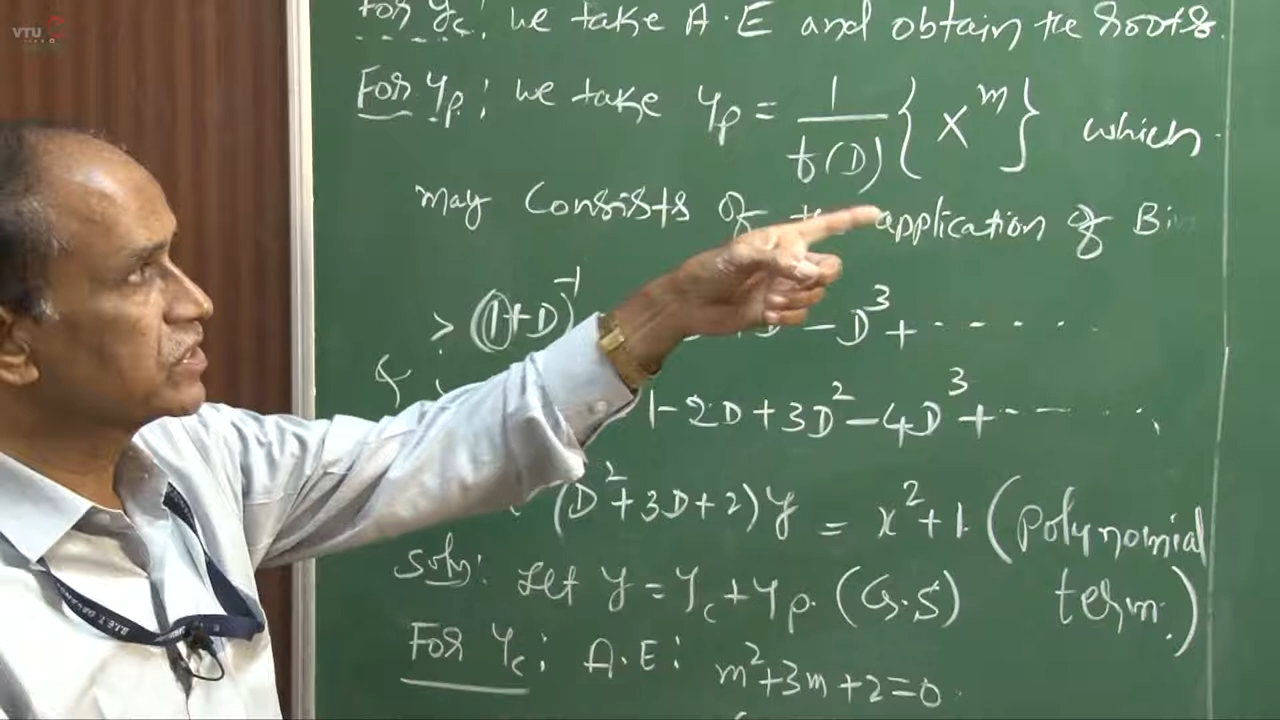 VTU
For yc: we take A.E and obtain the roots.
For yp: we take yp = 1/f(D) {x^m} which
may consists of application of Bi
> (1+D)^-1 - D^3 + ......
1 - 2D + 3D^2 - 4D^3 + ......
(D^2 + 3D + 2)y = x^2 + 1 (polynomial term.)
Soln: Let y = yc + yp. (G.S)
For yc: A.E: m^2 + 3m + 2 = 0.